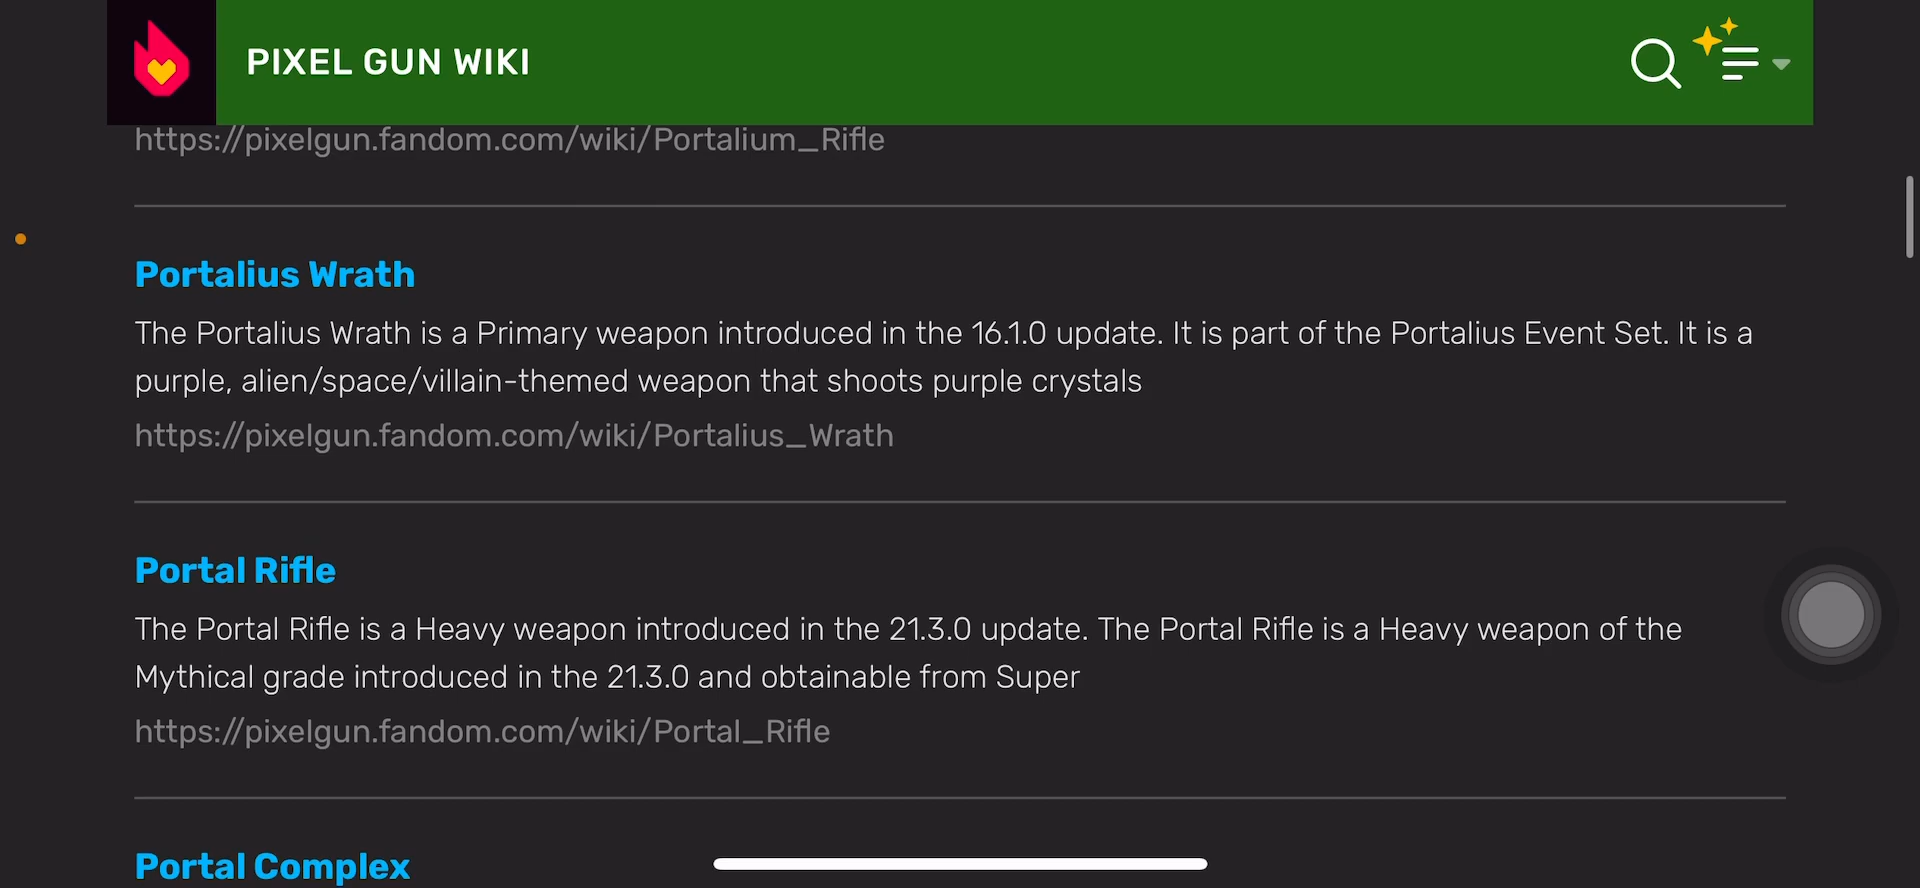 PIXEL GUN WIKI
https://pixelgun.fandom.com/wiki/Portalium_Rifle
Portalius Wrath
The Portalius Wrath is a Primary weapon introduced in the 16.1.0 update. It is part of the Portalius Event Set. It is a
purple, alien/space/villain-themed weapon that shoots purple crystals
https://pixelgun.fandom.com/wiki/Portalius_Wrath
Portal Rifle
The Portal Rifle is a Heavy weapon introduced in the 21.3.0 update. The Portal Rifle is a Heavy weapon of the
Mythical grade introduced in the 21.3.0 and obtainable from Super
https://pixelgun.fandom.com/wiki/Portal_Rifle
Portal Complex